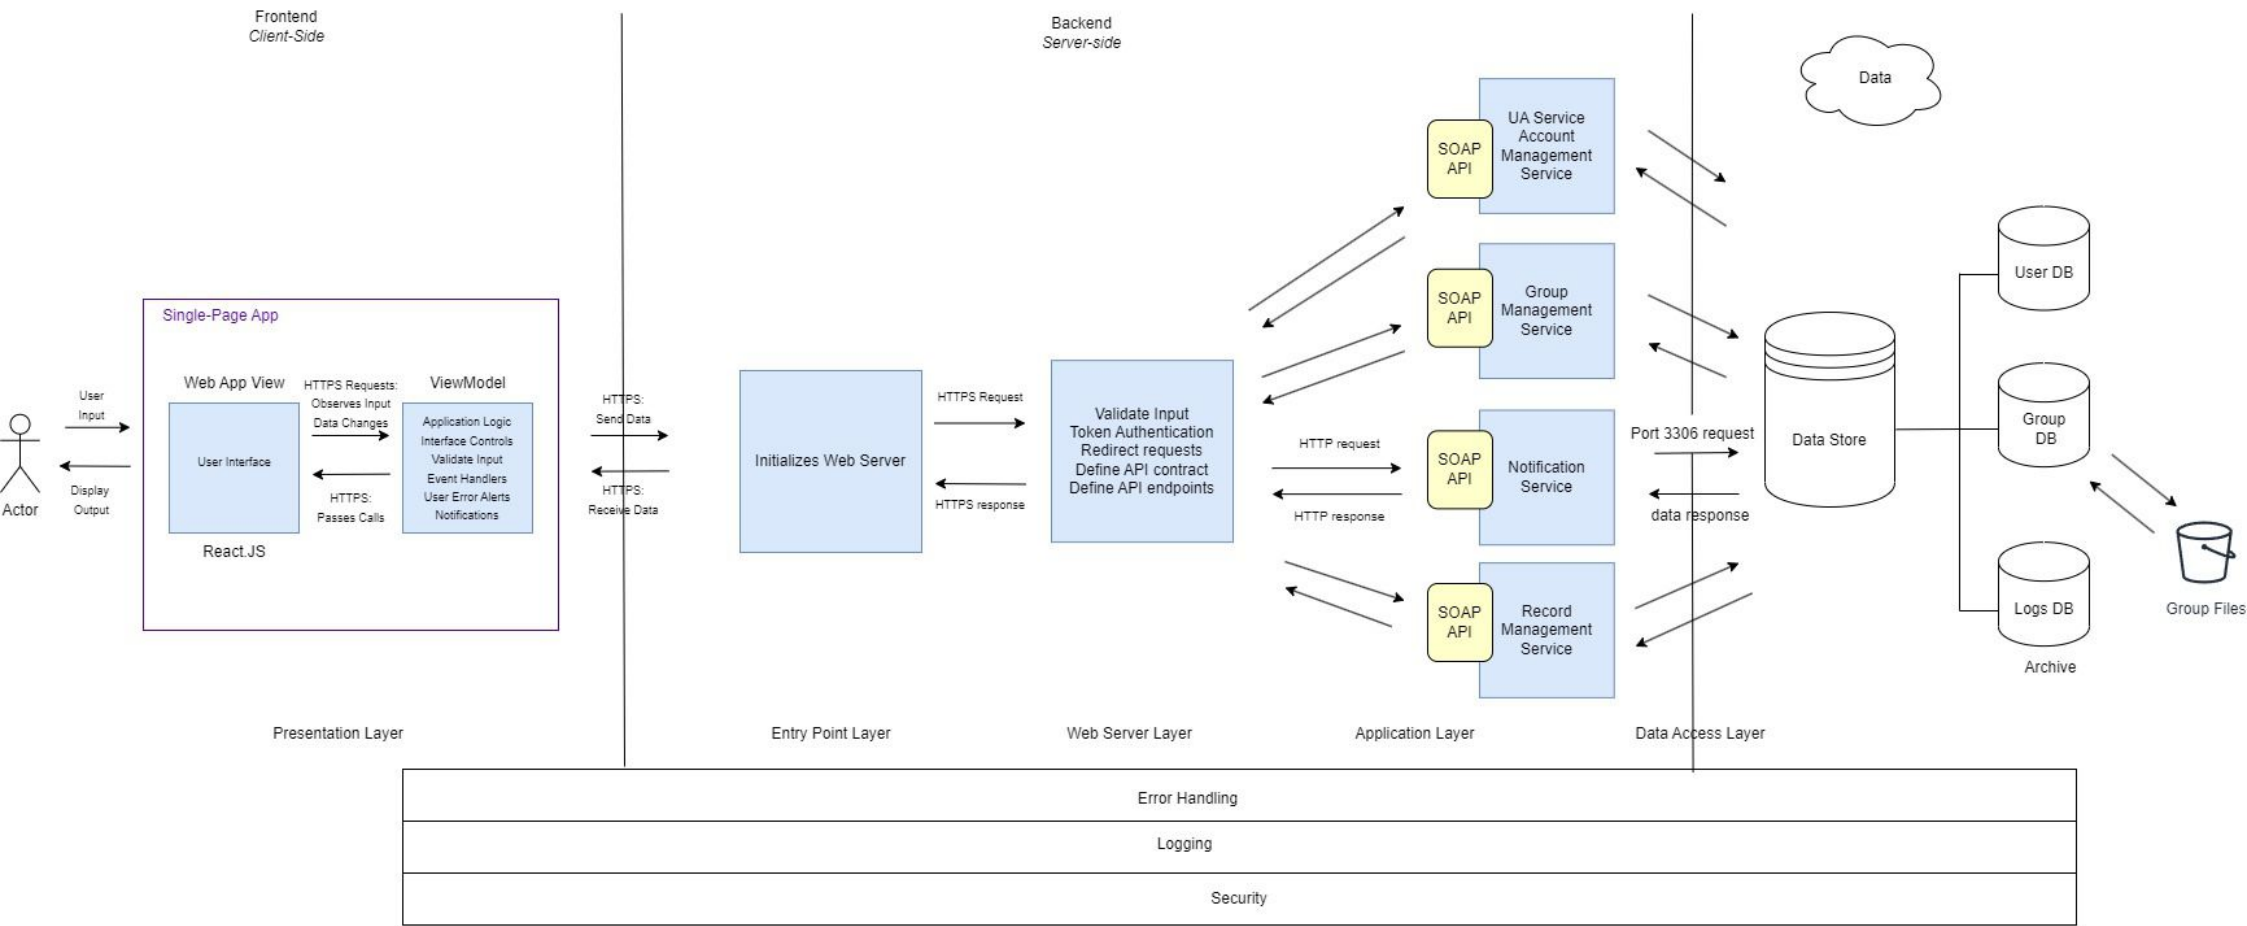 Frontend
Client-Side
Backend
Server-side
Data
Single-Page App
Web App View
User Interface
React.JS
HTTPS Requests:
Observes Input
Data Changes
HTTPS:
Passes Calls
ViewModel
Application Logic
Interface Controls
Validate Input
Event Handlers
User Error Alerts
Notifications
User
Input
Display
Output
Actor
HTTPS:
Send Data
HTTPS:
Receive Data
Initializes Web Server
HTTPS Request
HTTPS response
Validate Input
Token Authentication
Redirect requests
Define API contract
Define API endpoints
HTTP request
HTTP response
SOAP
API
UA Service
Account
Management
Service
SOAP
API
Group
Management
Service
SOAP
API
Notification
Service
SOAP
API
Record
Management
Service
Port 3306 request
data response
Data Store
User DB
Group
DB
Logs DB
Archive
Group Files
Presentation Layer
Entry Point Layer
Web Server Layer
Application Layer
Data Access Layer
Error Handling
Logging
Security